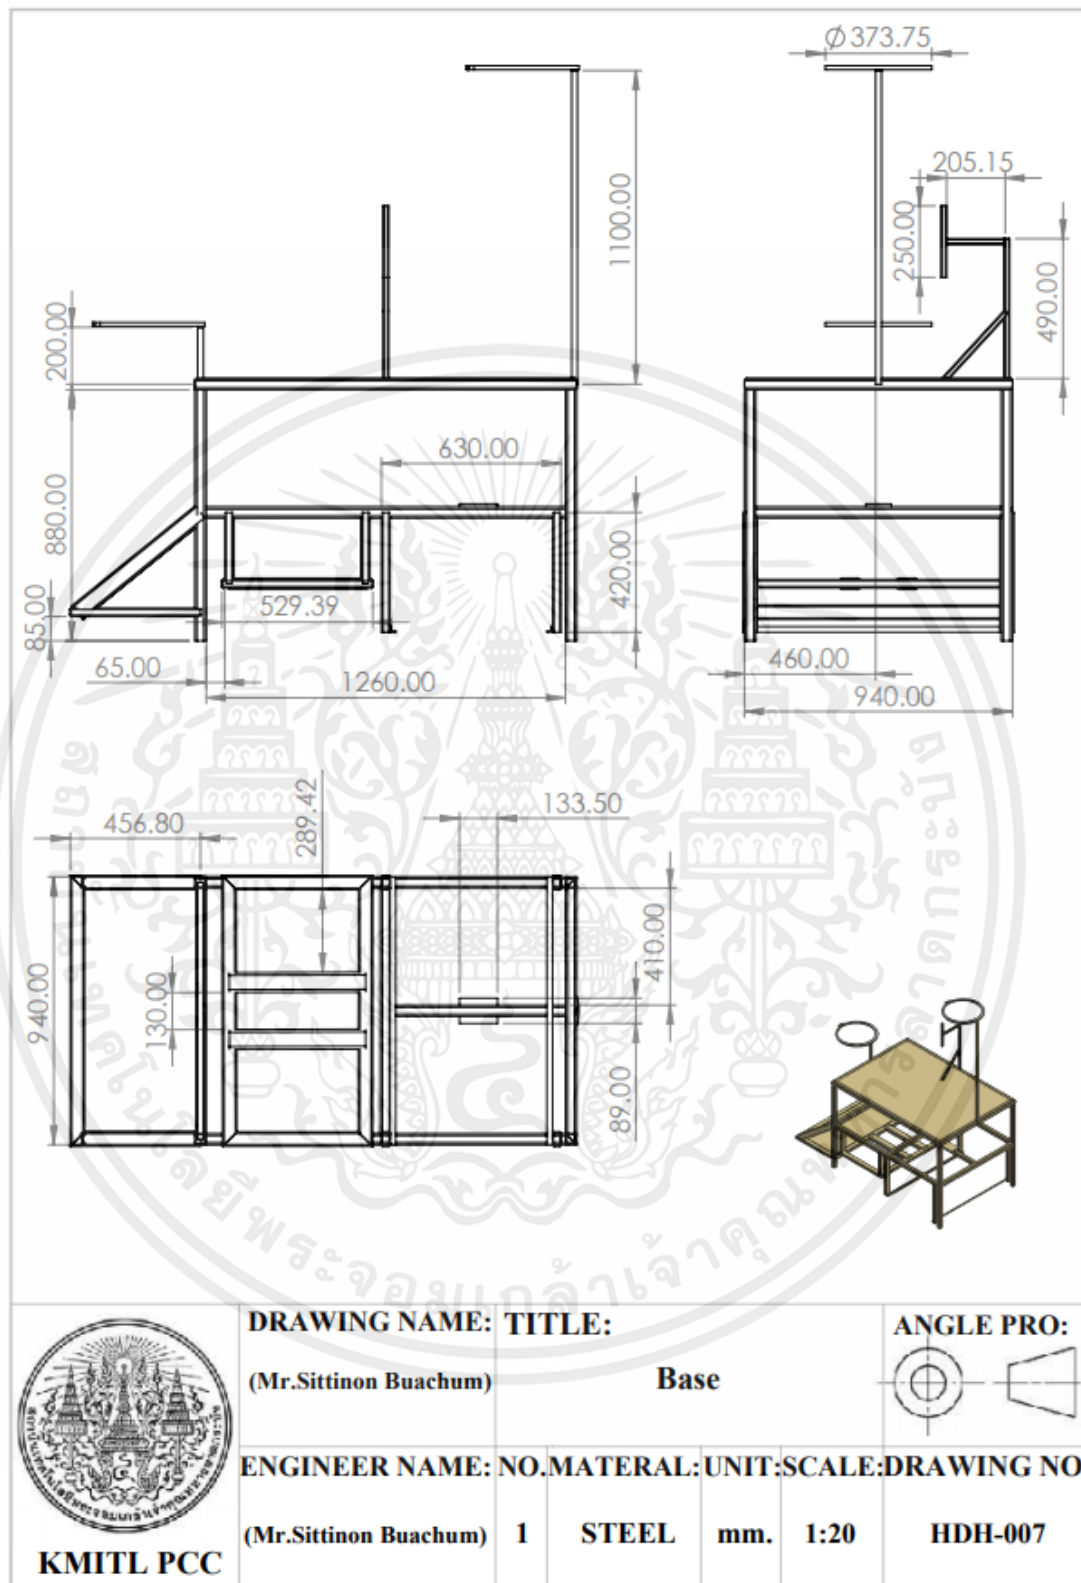 Ø373.75
205.15
250.00
490.00
1100.00
200.00
880.00
85.00
630.00
420.00
529.39
65.00
1260.00
460.00
940.00
456.80
289.42
133.50
940.00
130.00
410.00
89.00
DRAWING NAME:
(Mr.Sittinon Buachum)
TITLE:
Base
ANGLE PRO:
ENGINEER NAME:
(Mr.Sittinon Buachum)
NO.
1
MATERAL:
STEEL
UNIT:
mm.
SCALE:
1:20
DRAWING NO
HDH-007
KMITL PCC